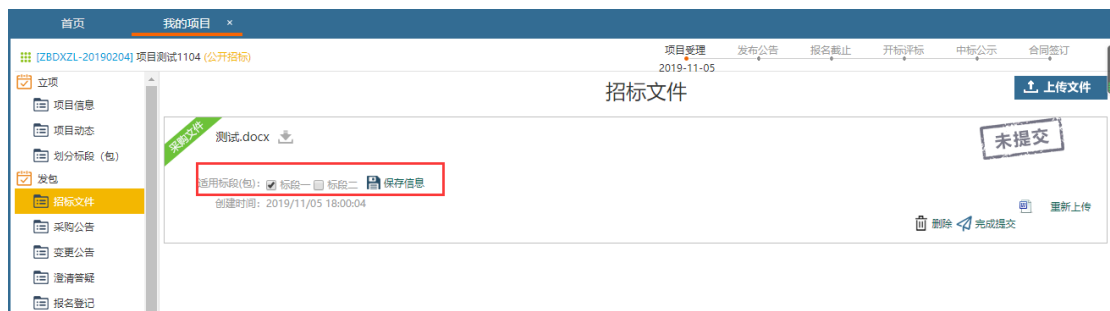 首页 我的项目 ×
[ZBDXZL-20190204] 项目测试1104 (公开招标)
项目受理 发布公告 报名截止 开标评标 中标公示 合同签订
2019-11-05
立项
项目信息
项目动态
划分标段（包）
发包
招标文件
采购公告
变更公告
澄清答疑
报名登记
招标文件
上传文件
采购文件
测试.docx
未提交
适用标段(包): 标段一 标段二 保存信息
创建时间: 2019/11/05 18:00:04
重新上传
删除 完成提交